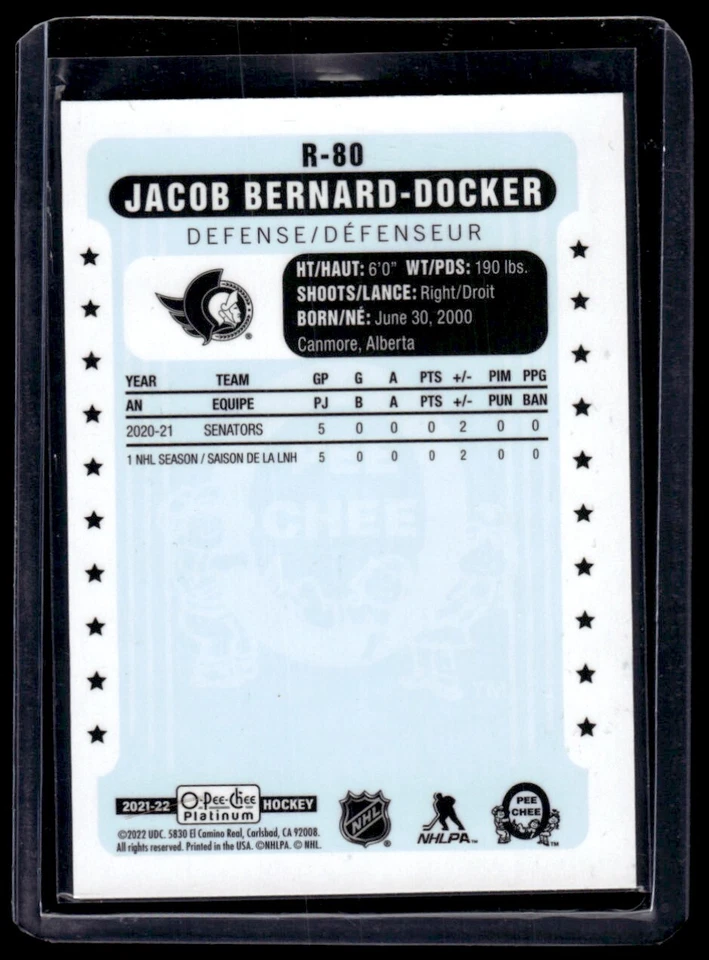 R-80
JACOB BERNARD-DOCKER
DEFENSE/DÉFENSEUR
HT/HAUT: 6'0" WT/PDS: 190 lbs.
SHOOTS/LANCE: Right/Droit
BORN/NÉ: June 30, 2000
Canmore, Alberta
YEAR TEAM GP G A PTS +/- PIM PPG
AN EQUIPE PJ B A PTS +/- PUN BAN
2020-21 SENATORS 5 0 0 0 2 0 0
1 NHL SEASON / SAISON DE LA LNH 5 0 0 0 2 0 0
PEE
CHEE
2021-22 O-Pee-Chee Platinum HOCKEY
©2022 UDC. 5830 El Camino Real, Carlsbad, CA 92008.
All rights reserved. Printed in the USA. ©NHLPA. © NHL.
NHL
NHLPA™
PEE
CHEE
™